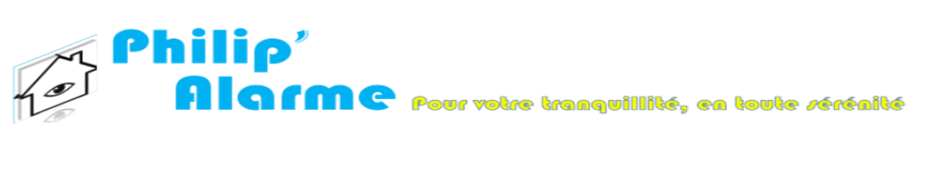 Philip'
Alarme
Pour votre tranquillité, en toute sérénité